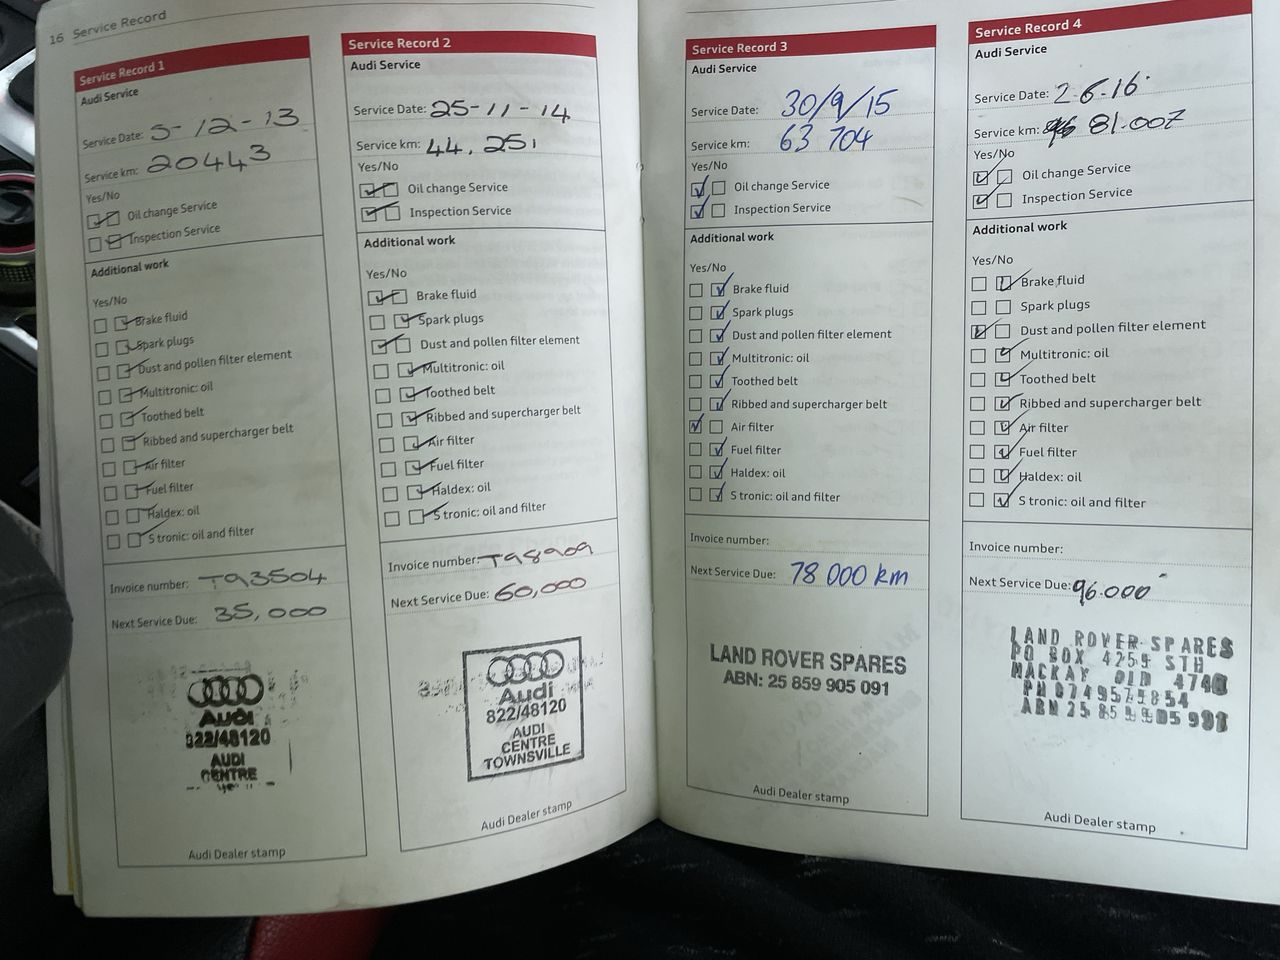 16 Service Record
Service Record 1
Audi Service
Service Date: 5-12-13
Service km: 20443
Yes/No
Oil change Service
Inspection Service
Additional work
Yes/No
Brake fluid
Spark plugs
Dust and pollen filter element
Multitronic: oil
Toothed belt
Ribbed and supercharger belt
Air filter
Fuel filter
Haldex: oil
S tronic: oil and filter
Invoice number: T93504
Next Service Due: 35,000
Audi
822/48120
AUDI
CENTRE
Audi Dealer stamp
Service Record 2
Audi Service
Service Date: 25-11-14
Service km: 44,251
Yes/No
Oil change Service
Inspection Service
Additional work
Yes/No
Brake fluid
Spark plugs
Dust and pollen filter element
Multitronic: oil
Toothed belt
Ribbed and supercharger belt
Air filter
Fuel filter
Haldex: oil
S tronic: oil and filter
Invoice number: T98909
Next Service Due: 60,000
Audi
822/48120
AUDI
CENTRE
TOWNSVILLE
Audi Dealer stamp
Service Record 3
Audi Service
Service Date: 30/9/15
Service km: 63 704
Yes/No
Oil change Service
Inspection Service
Additional work
Yes/No
Brake fluid
Spark plugs
Dust and pollen filter element
Multitronic: oil
Toothed belt
Ribbed and supercharger belt
Air filter
Fuel filter
Haldex: oil
S tronic: oil and filter
Invoice number:
Next Service Due: 78 000 km
LAND ROVER SPARES
ABN: 25 859 905 091
Audi Dealer stamp
Service Record 4
Audi Service
Service Date: 2-6-16
Service km: 81.007
Yes/No
Oil change Service
Inspection Service
Additional work
Yes/No
Brake fluid
Spark plugs
Dust and pollen filter element
Multitronic: oil
Toothed belt
Ribbed and supercharger belt
Air filter
Fuel filter
Haldex: oil
S tronic: oil and filter
Invoice number:
Next Service Due: 96.000
LAND ROVER SPARES
PO BOX 4254 STH
MACKAY QLD 4740
PH
ABN 25
Audi Dealer stamp